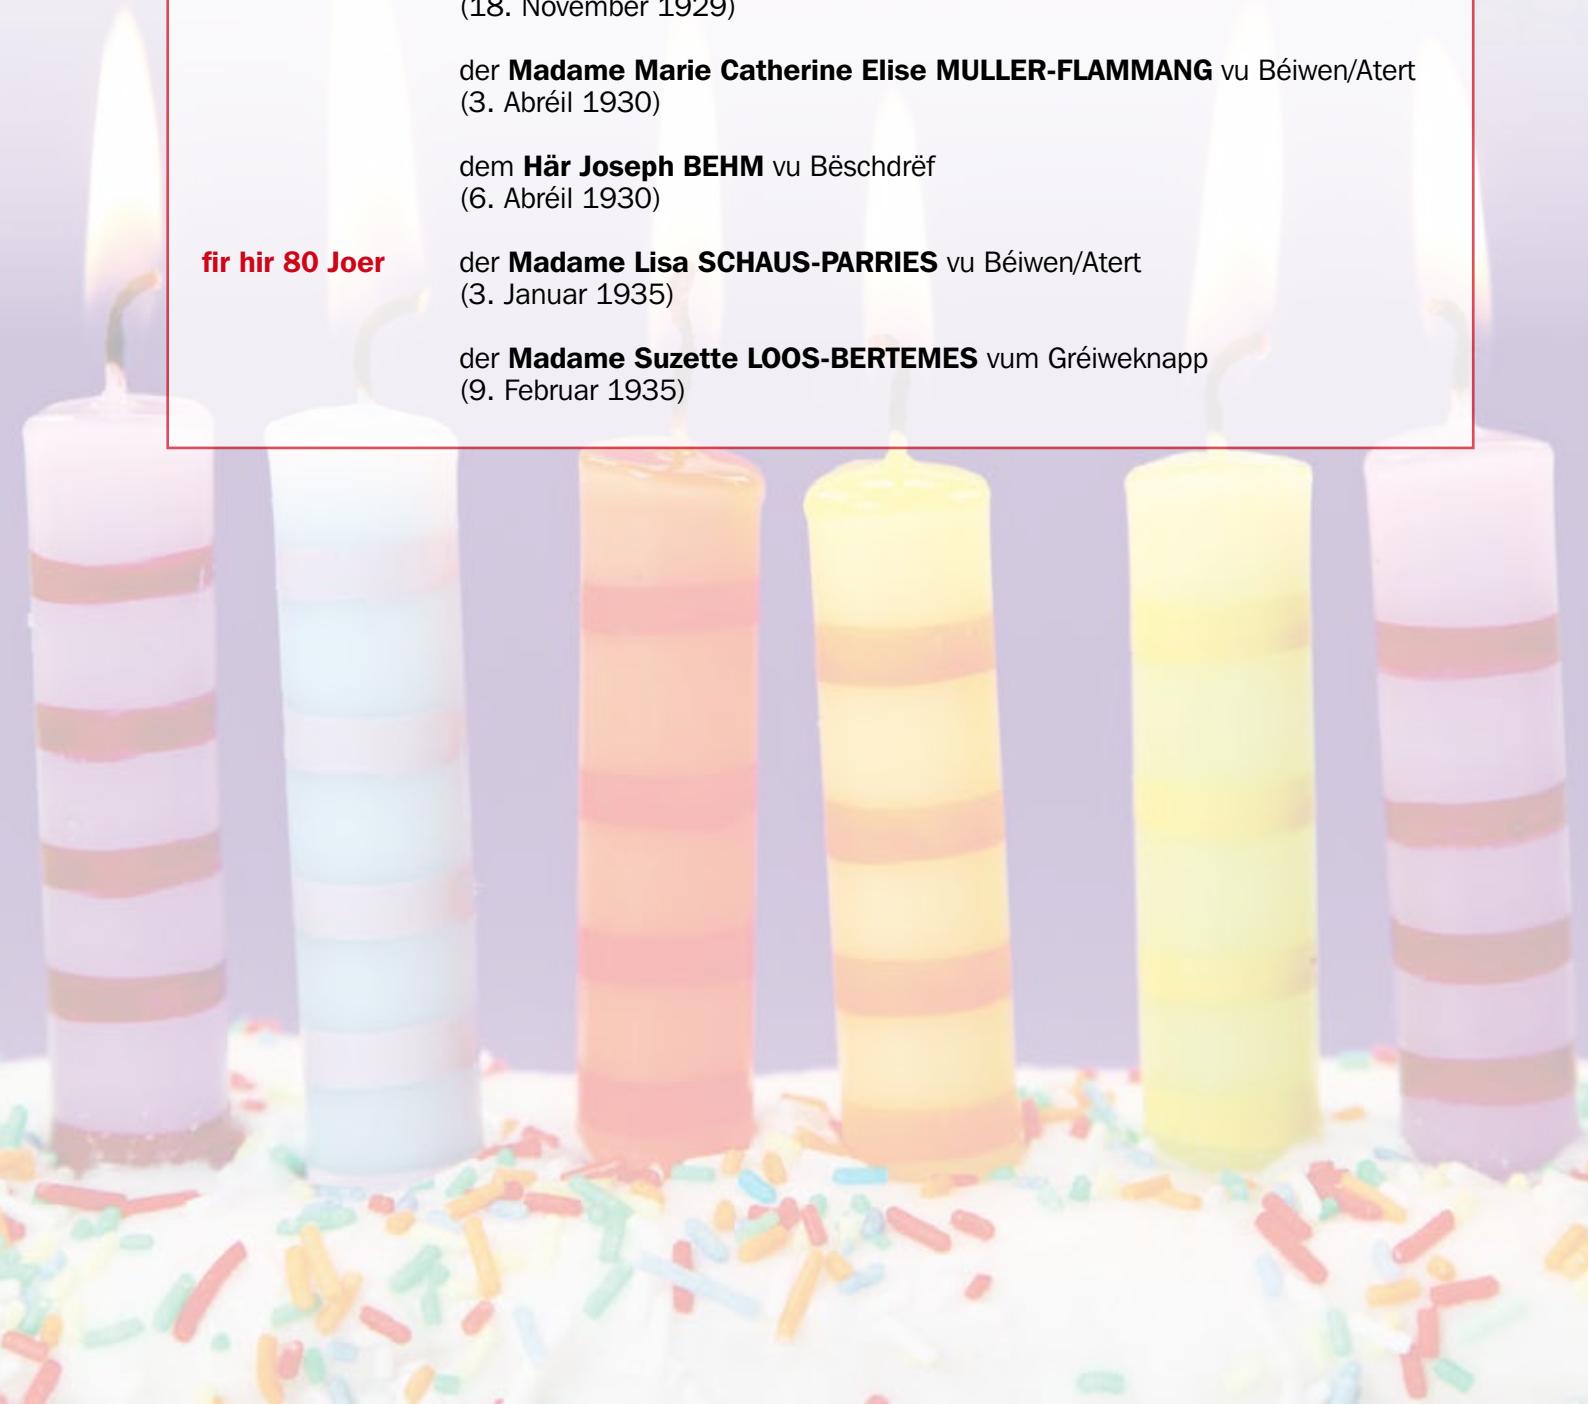 (18. November 1929)
der Madame Marie Catherine Elise MULLER-FLAMMANG vu Béiwen/Atert
(3. Abréil 1930)
dem Här Joseph BEHM vu Bëschdrëf
(6. Abréil 1930)
fir hir 80 Joer der Madame Lisa SCHAUS-PARRIES vu Béiwen/Atert
(3. Januar 1935)
der Madame Suzette LOOS-BERTEMES vum Gréiweknapp
(9. Februar 1935)